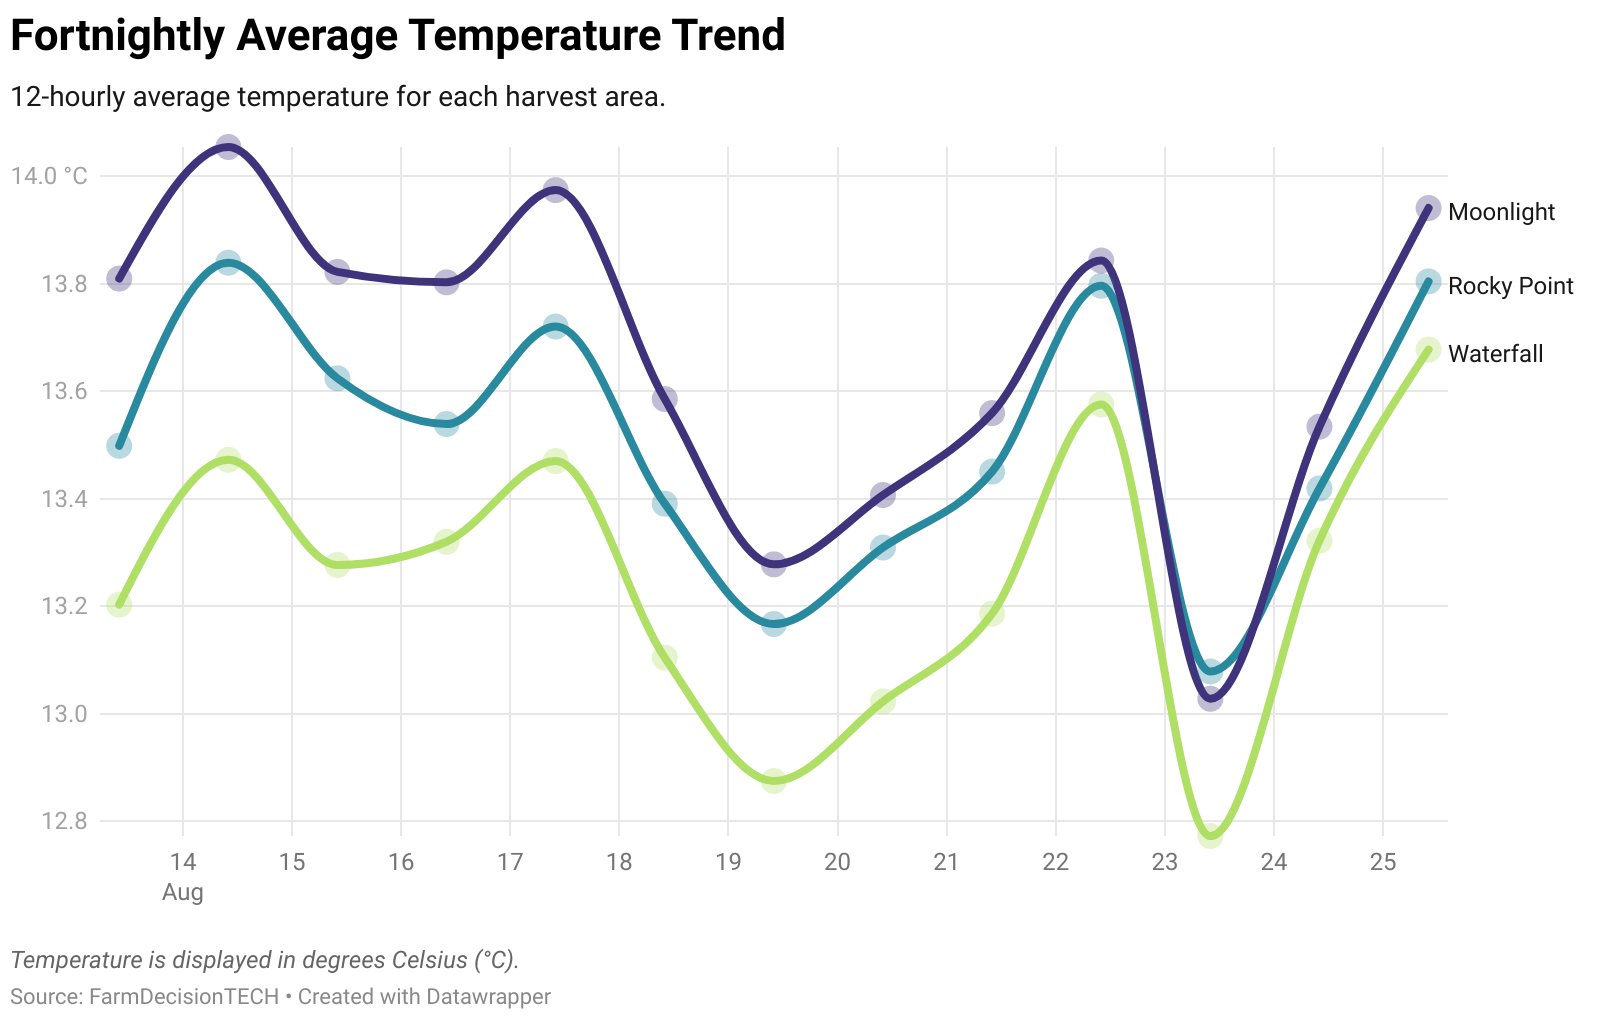 Fortnightly Average Temperature Trend
12-hourly average temperature for each harvest area.
14.0 °C
13.8
13.6
13.4
13.2
13.0
12.8
Moonlight
Rocky Point
Waterfall
14 15 16 17 18 19 20 21 22 23 24 25
Aug
Temperature is displayed in degrees Celsius (°C).
Source: FarmDecisionTECH • Created with Datawrapper